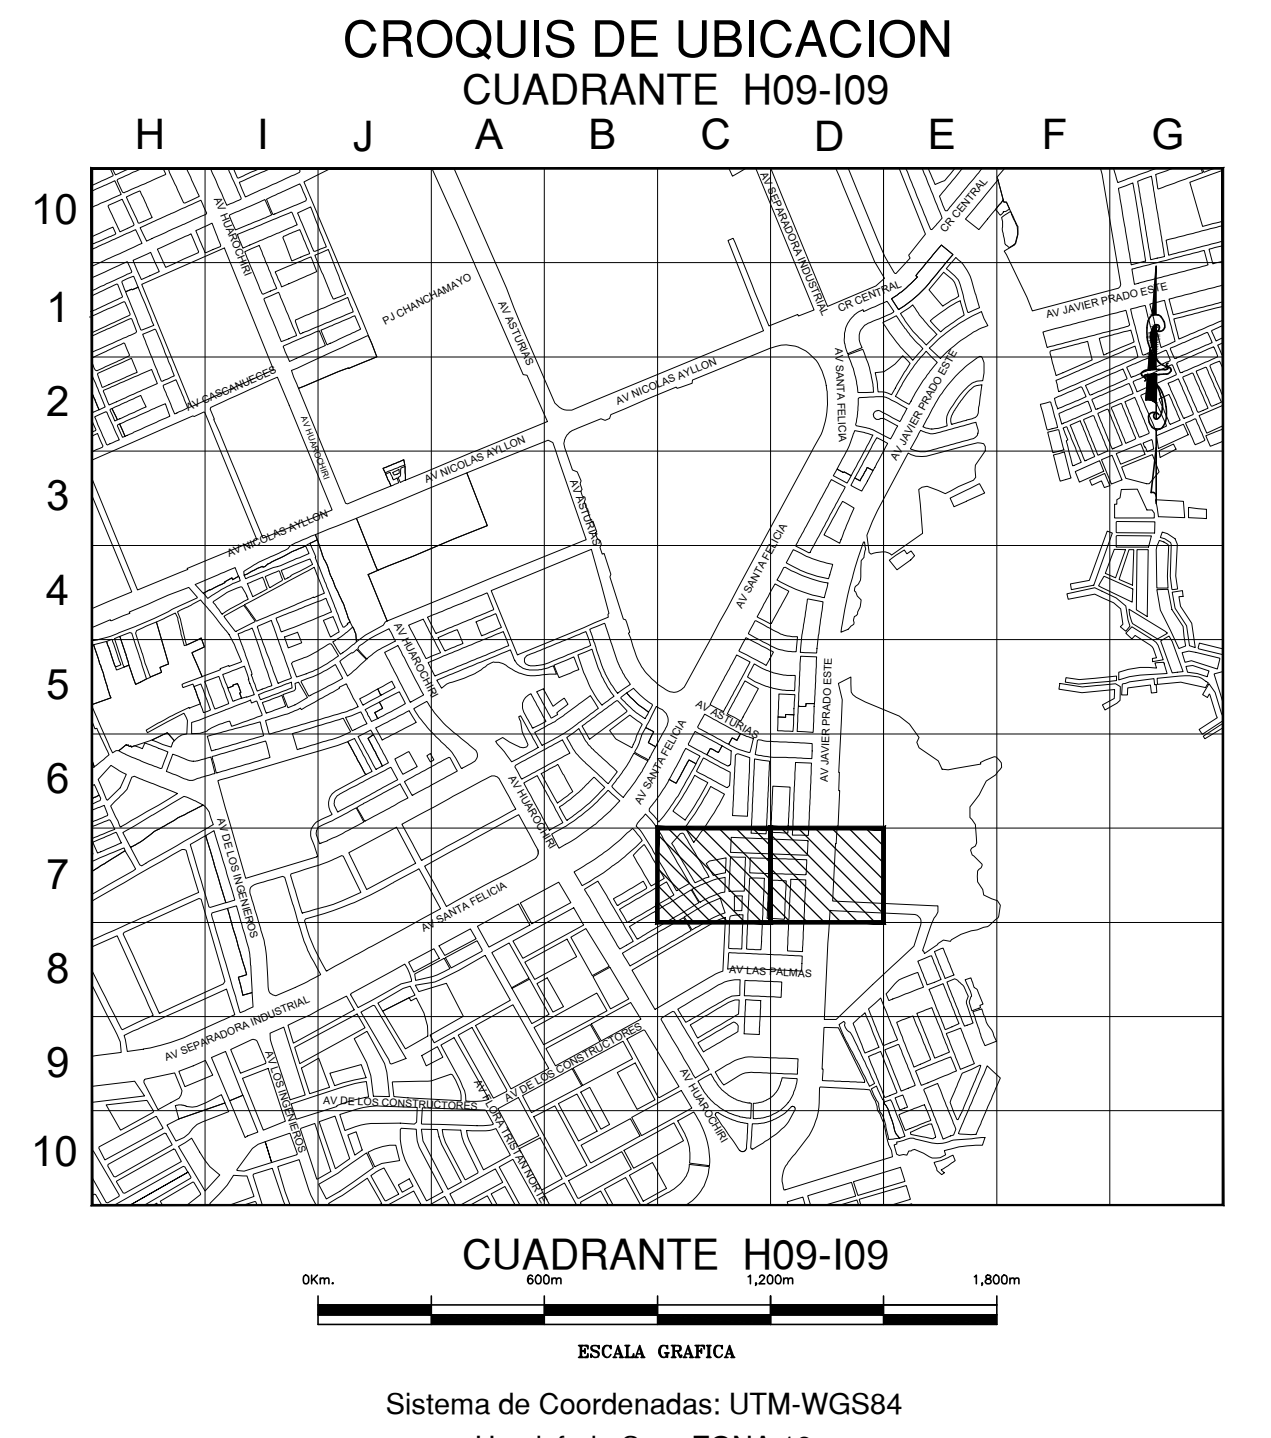 CROQUIS DE UBICACION
CUADRANTE H09-I09
H I J A B C D E F G
10
AV HUAROCHIRI
AV SEPARADORA INDUSTRIAL
CR CENTRAL
1
PJ CHANCHAMAYO
AV ASTURIAS
CR CENTRAL
AV JAVIER PRADO ESTE
2
AV CASCANUECES
AV HUAROCHIRI
AV NICOLAS AYLLON
AV SANTA FELICIA
AV JAVIER PRADO ESTE
3
AV NICOLAS AYLLON
AV NICOLAS AYLLON
AV ASTURIAS
AV SANTA FELICIA
4
AV HUAROCHIRI
5
AV ASTURIAS
AV JAVIER PRADO ESTE
AV SANTA FELICIA
6
AV HUAROCHIRI
AV DE LOS INGENIEROS
7
AV SANTA FELICIA
8
AV LAS PALMAS
AV SEPARADORA INDUSTRIAL
9
AV LOS INGENIEROS
AV DE LOS CONSTRUCTORES
AV DE LOS CONSTRUCTORES
AV FLORA TRISTAN NORTE
AV HUAROCHIRI
10
CUADRANTE H09-I09
0Km. 600m 1,200m 1,800m
ESCALA GRAFICA
Sistema de Coordenadas: UTM-WGS84